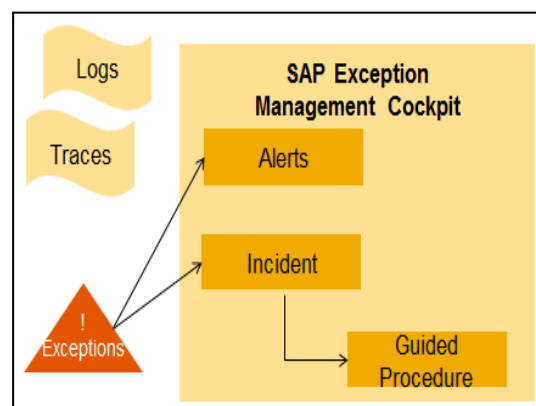 Logs
Traces
!
Exceptions
SAP Exception
Management Cockpit
Alerts
Incident
Guided
Procedure